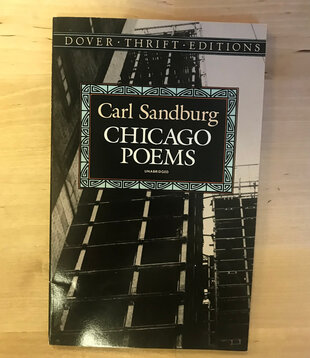 DOVER · THRIFT · EDITIONS
Carl Sandburg
CHICAGO
POEMS
UNABRIDGED